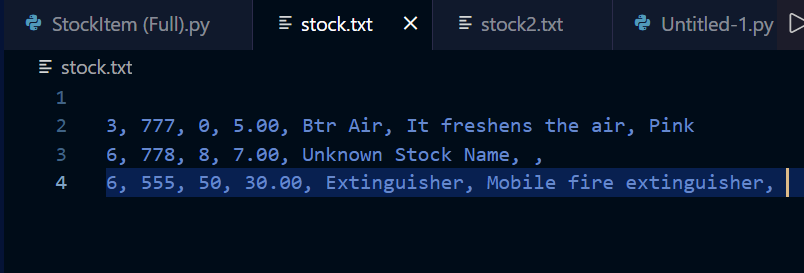 StockItem (Full).py stock.txt stock2.txt Untitled-1.py
stock.txt
1
2 3, 777, 0, 5.00, Btr Air, It freshens the air, Pink
3 6, 778, 8, 7.00, Unknown Stock Name, ,
4 6, 555, 50, 30.00, Extinguisher, Mobile fire extinguisher,